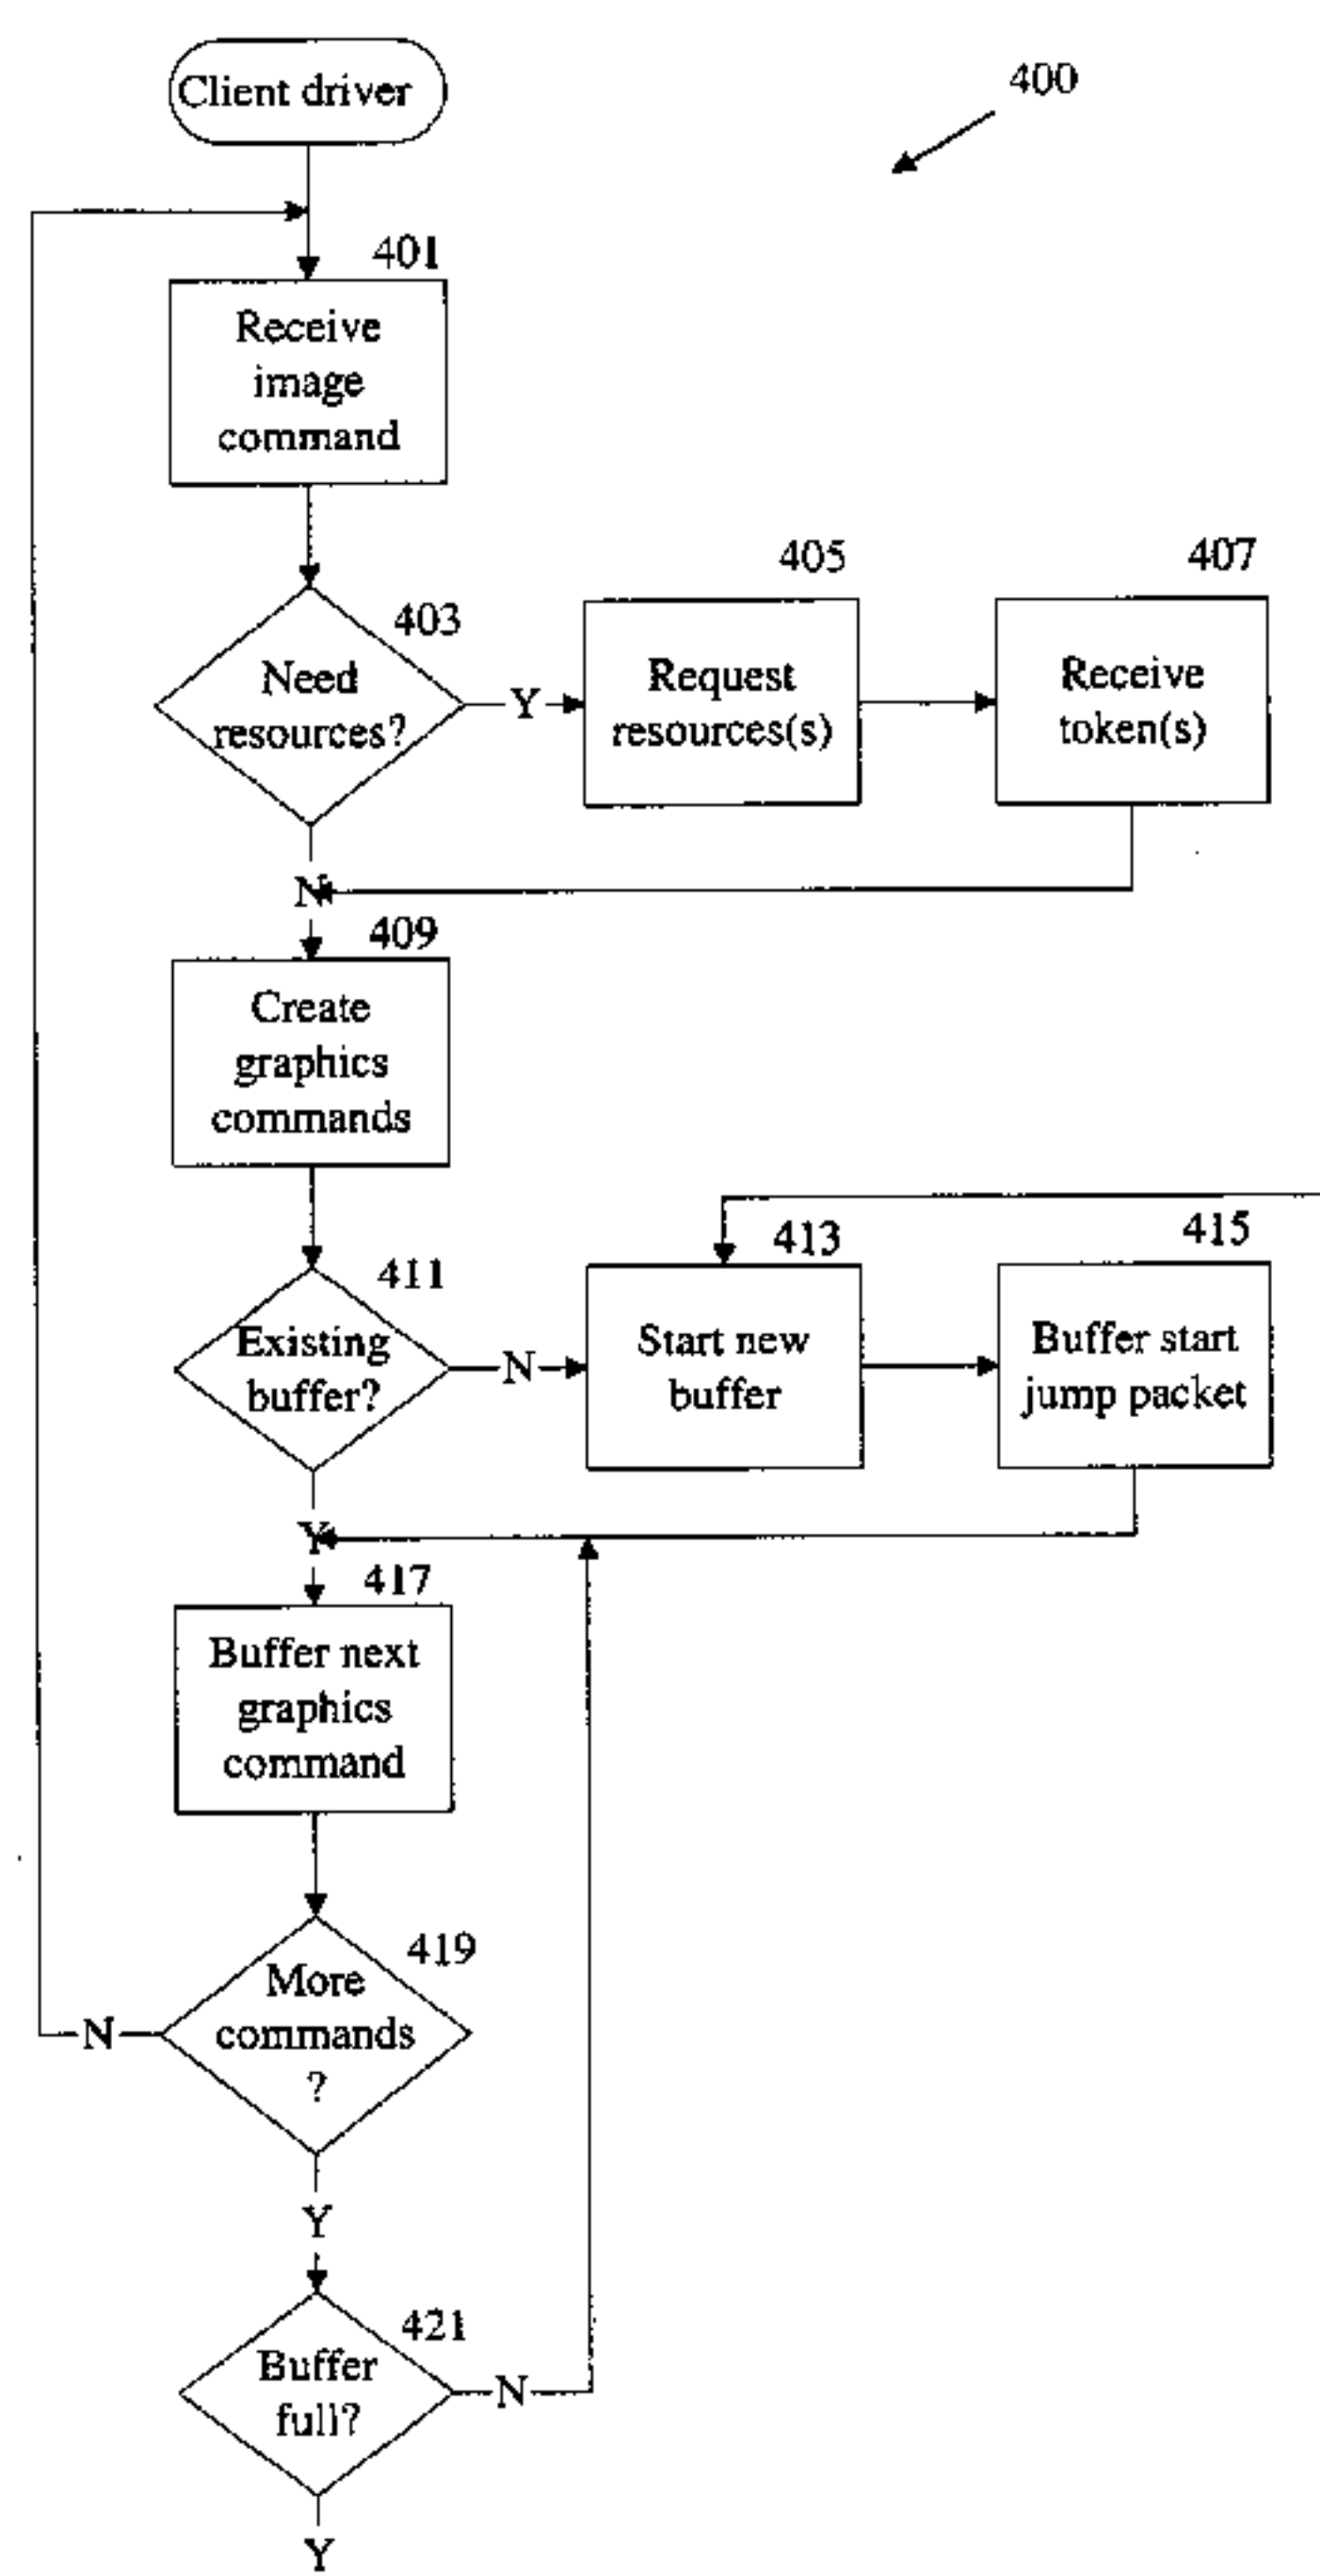 Client driver
400
401
Receive
image
command
403
Need
resources?
Y
405
Request
resources(s)
407
Receive
token(s)
N
409
Create
graphics
commands
411
Existing
buffer?
N
413
Start new
buffer
415
Buffer start
jump packet
Y
417
Buffer next
graphics
command
419
More
commands
?
N
Y
421
Buffer
full?
N
Y